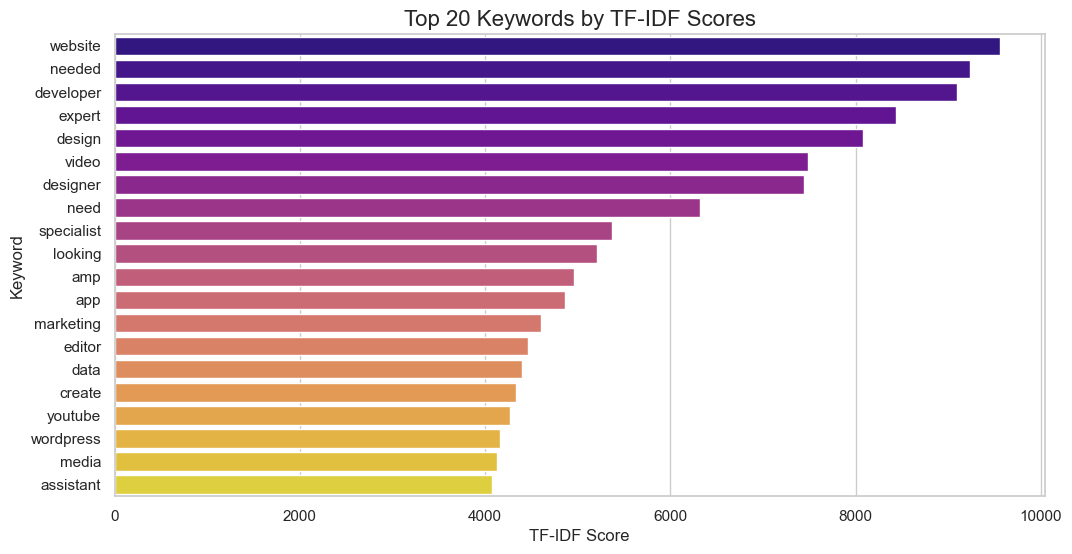 Top 20 Keywords by TF-IDF Scores
Keyword
website
needed
developer
expert
design
video
designer
need
specialist
looking
amp
app
marketing
editor
data
create
youtube
wordpress
media
assistant
0 2000 4000 6000 8000 10000
TF-IDF Score